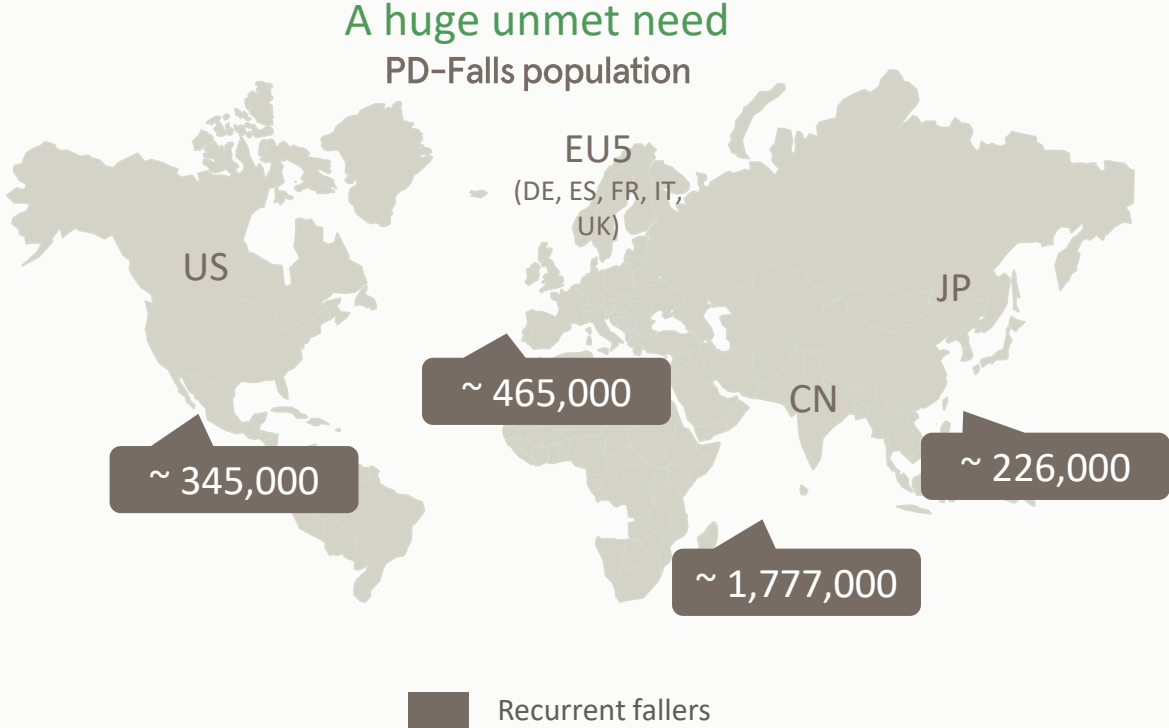 A huge unmet need
PD-Falls population
EU5
(DE, ES, FR, IT,
UK)
US
JP
~ 465,000
CN
~ 345,000
~ 226,000
~ 1,777,000
Recurrent fallers